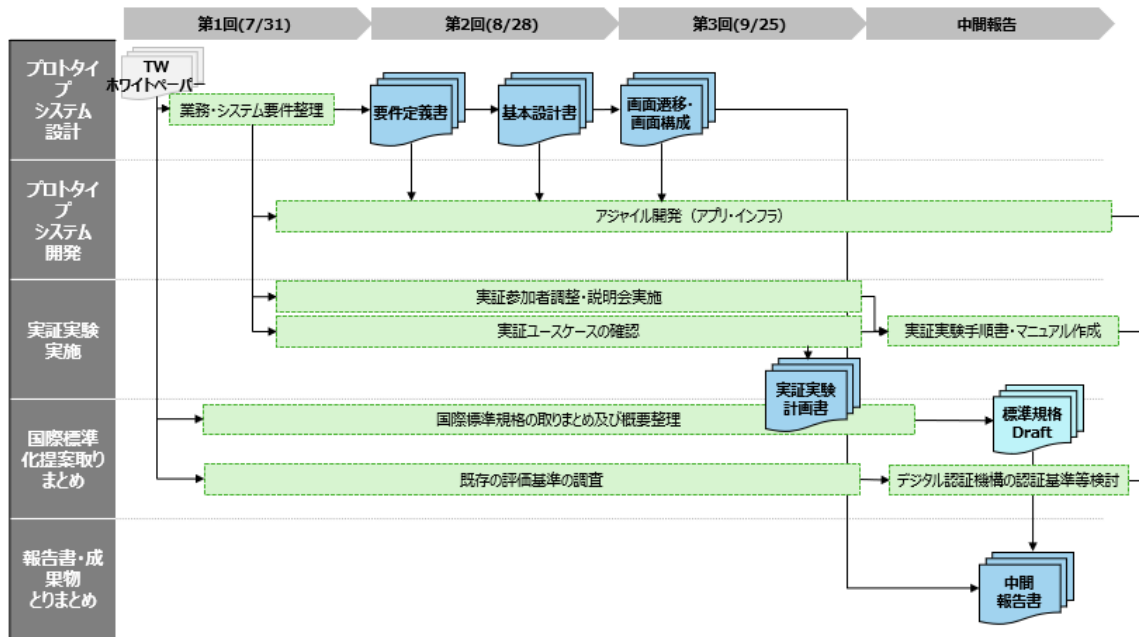 第1回(7/31)
第2回(8/28)
第3回(9/25)
中間報告
プロトタイ
プ
システム
設計
TW
ホワイトペーパー
業務・システム要件整理
要件定義書
基本設計書
画面遷移・
画面構成
プロトタイ
プ
システム
開発
アジャイル開発（アプリ・インフラ）
実証実験
実施
実証参加者調整・説明会実施
実証ユースケースの確認
実証実験手順書・マニュアル作成
実証実験
計画書
国際標準
化提案取り
まとめ
国際標準規格の取りまとめ及び概要整理
標準規格
Draft
既存の評価基準の調査
デジタル認証機構の認証基準等検討
報告書・成
果物
とりまとめ
中間
報告書